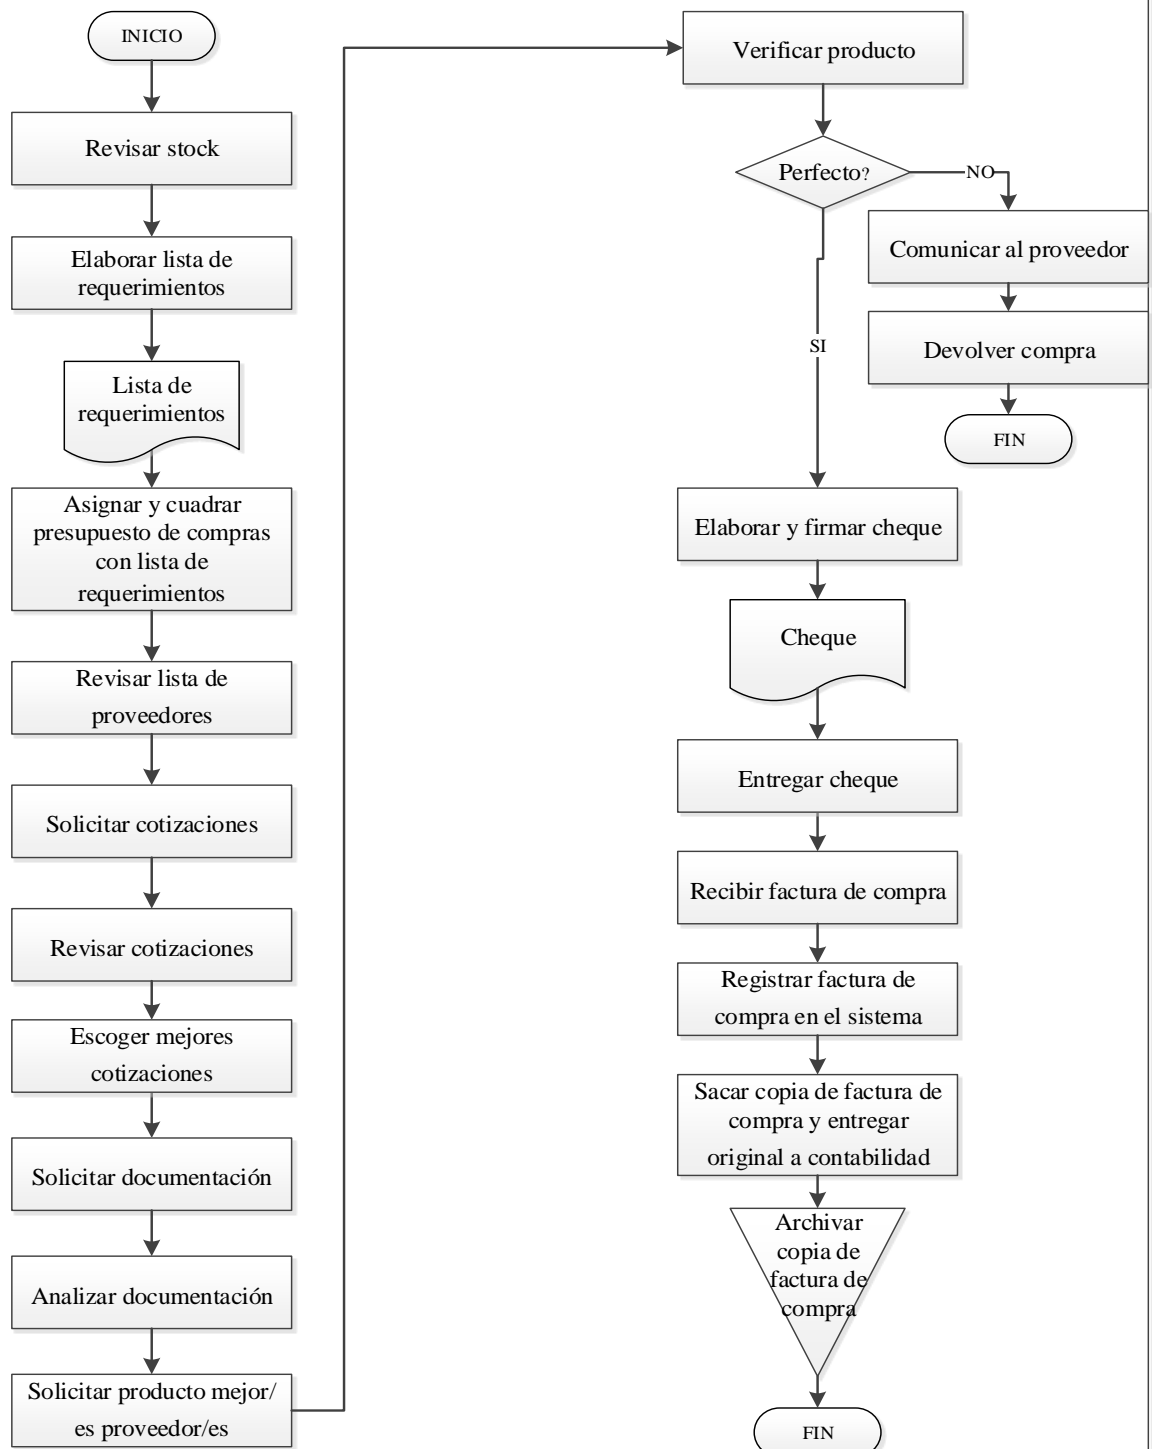 INICIO
Revisar stock
Elaborar lista de
requerimientos
Lista de
requerimientos
Asignar y cuadrar
presupuesto de compras
con lista de
requerimientos
Revisar lista de
proveedores
Solicitar cotizaciones
Revisar cotizaciones
Escoger mejores
cotizaciones
Solicitar documentación
Analizar documentación
Solicitar producto mejor/
es proveedor/es
Verificar producto
Perfecto?
NO
Comunicar al proveedor
Devolver compra
FIN
SI
Elaborar y firmar cheque
Cheque
Entregar cheque
Recibir factura de compra
Registrar factura de
compra en el sistema
Sacar copia de factura de
compra y entregar
original a contabilidad
Archivar
copia de
factura de
compra
FIN